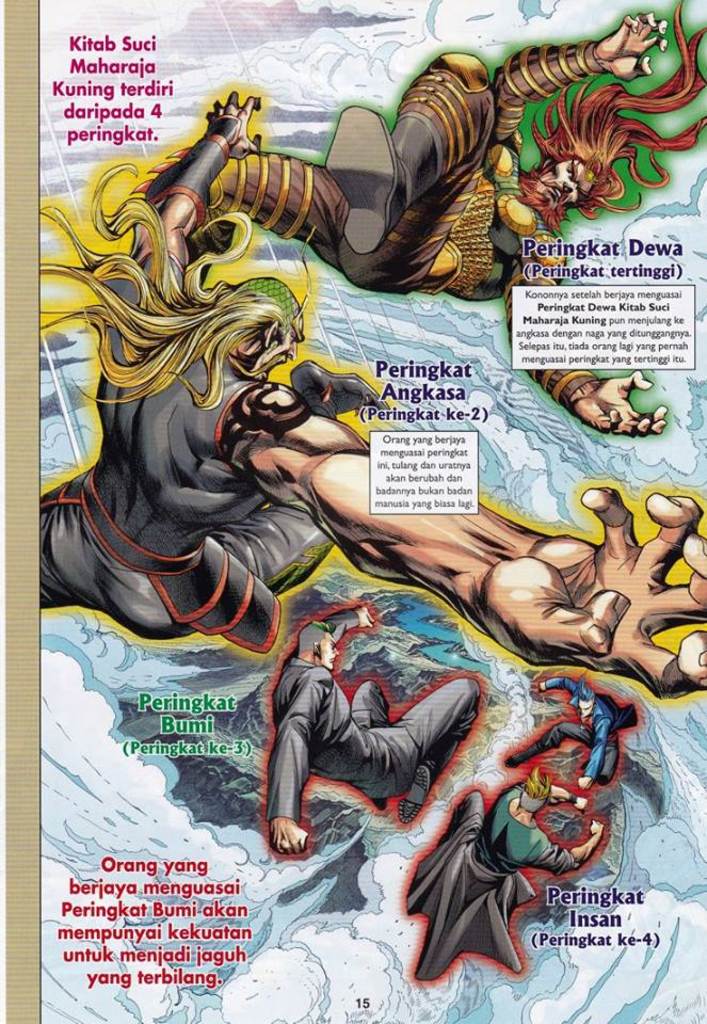 Kitab Suci
Maharaja
Kuning terdiri
daripada 4
peringkat.
Peringkat Dewa
(Peringkat tertinggi)
Kononnya setelah berjaya menguasai
Peringkat Dewa Kitab Suci
Maharaja Kuning pun menjulang ke
angkasa dengan naga yang ditunggangnya.
Selepas itu, tiada orang lagi yang pernah
menguasai peringkat yang tertinggi itu.
Peringkat
Angkasa
(Peringkat ke-2)
Orang yang berjaya
menguasai peringkat
ini, tulang dan uratnya
akan berubah dan
badannya bukan badan
manusia yang biasa lagi.
Peringkat
Bumi
(Peringkat ke-3)
Orang yang
berjaya menguasai
Peringkat Bumi akan
mempunyai kekuatan
untuk menjadi jaguh
yang terbilang.
Peringkat
Insan
(Peringkat ke-4)
15